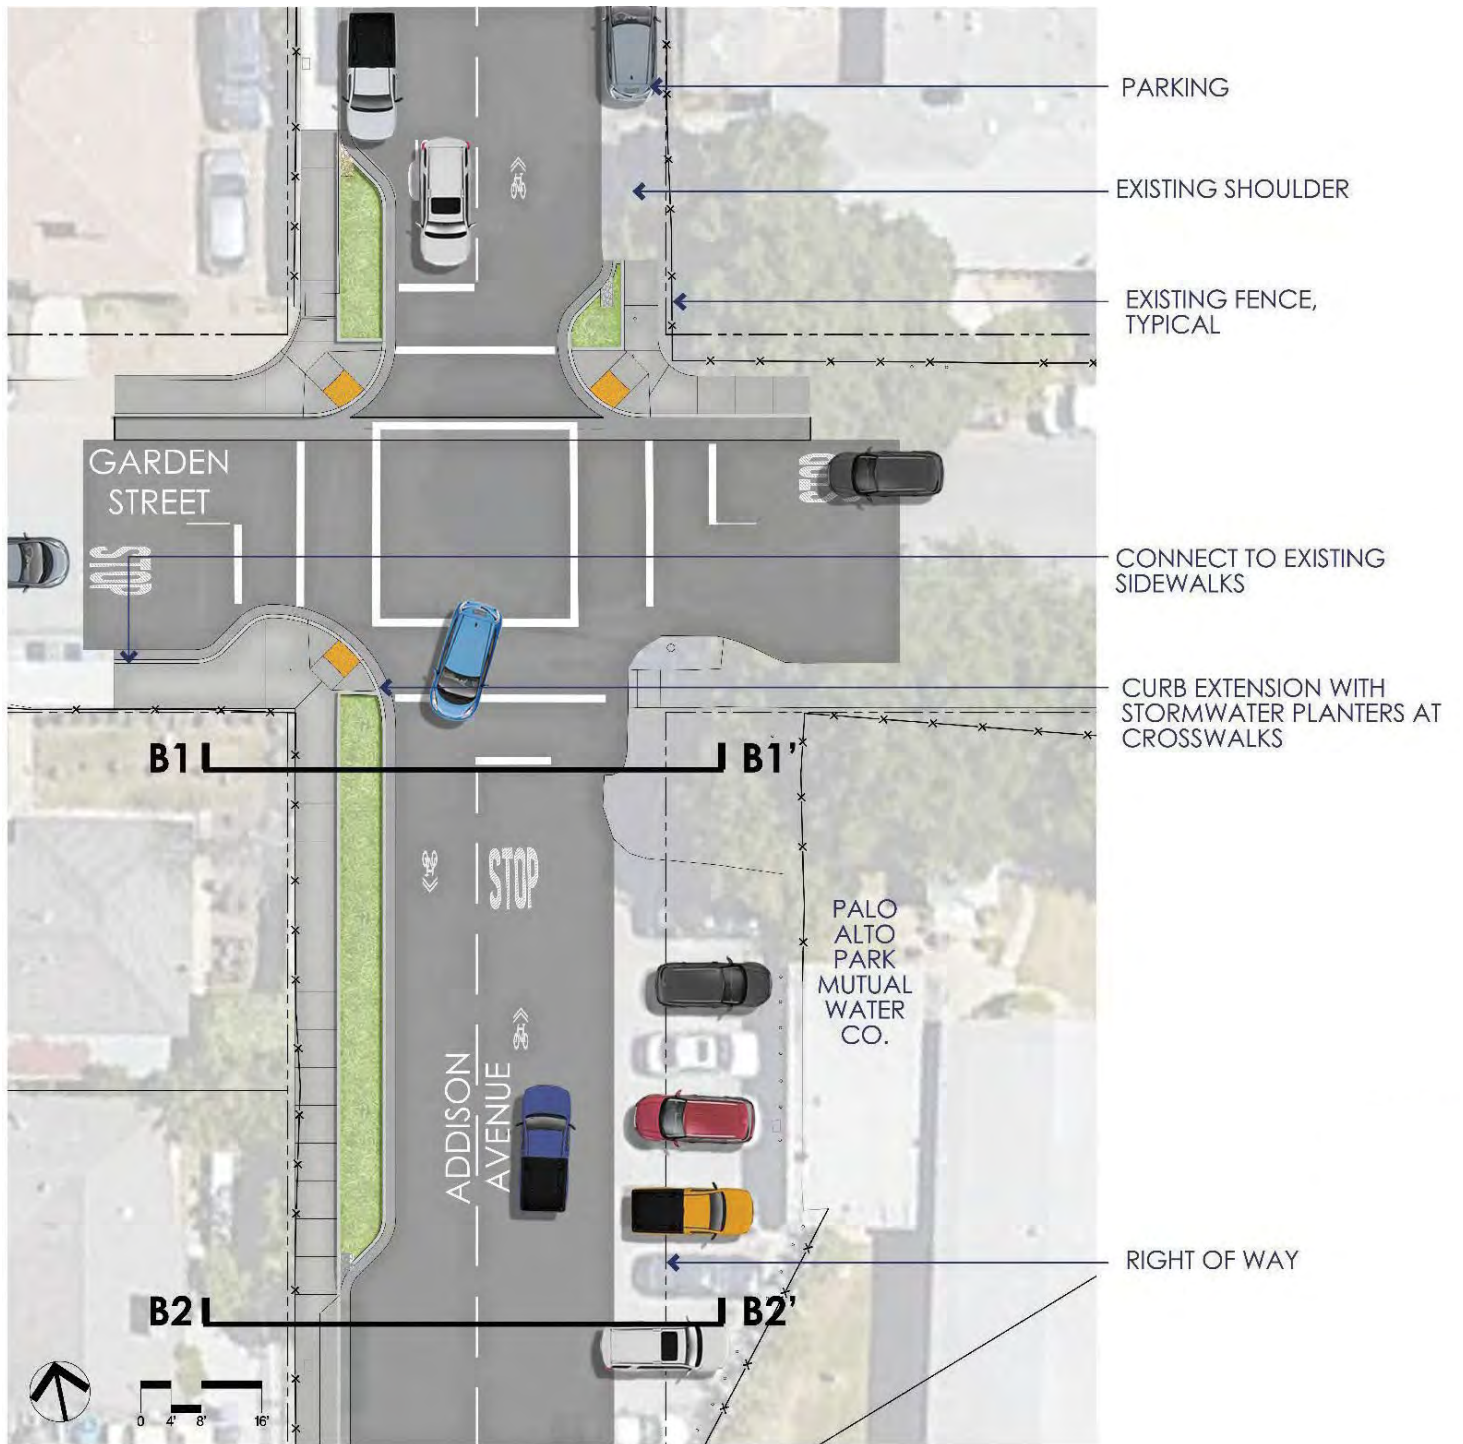 PARKING
EXISTING SHOULDER
EXISTING FENCE,
TYPICAL
GARDEN
STREET
STOP
STOP
CONNECT TO EXISTING
SIDEWALKS
CURB EXTENSION WITH
STORMWATER PLANTERS AT
CROSSWALKS
B1
B1'
STOP
PALO
ALTO
PARK
MUTUAL
WATER
CO.
ADDISON
AVENUE
RIGHT OF WAY
B2
B2'
0 4' 8' 16'